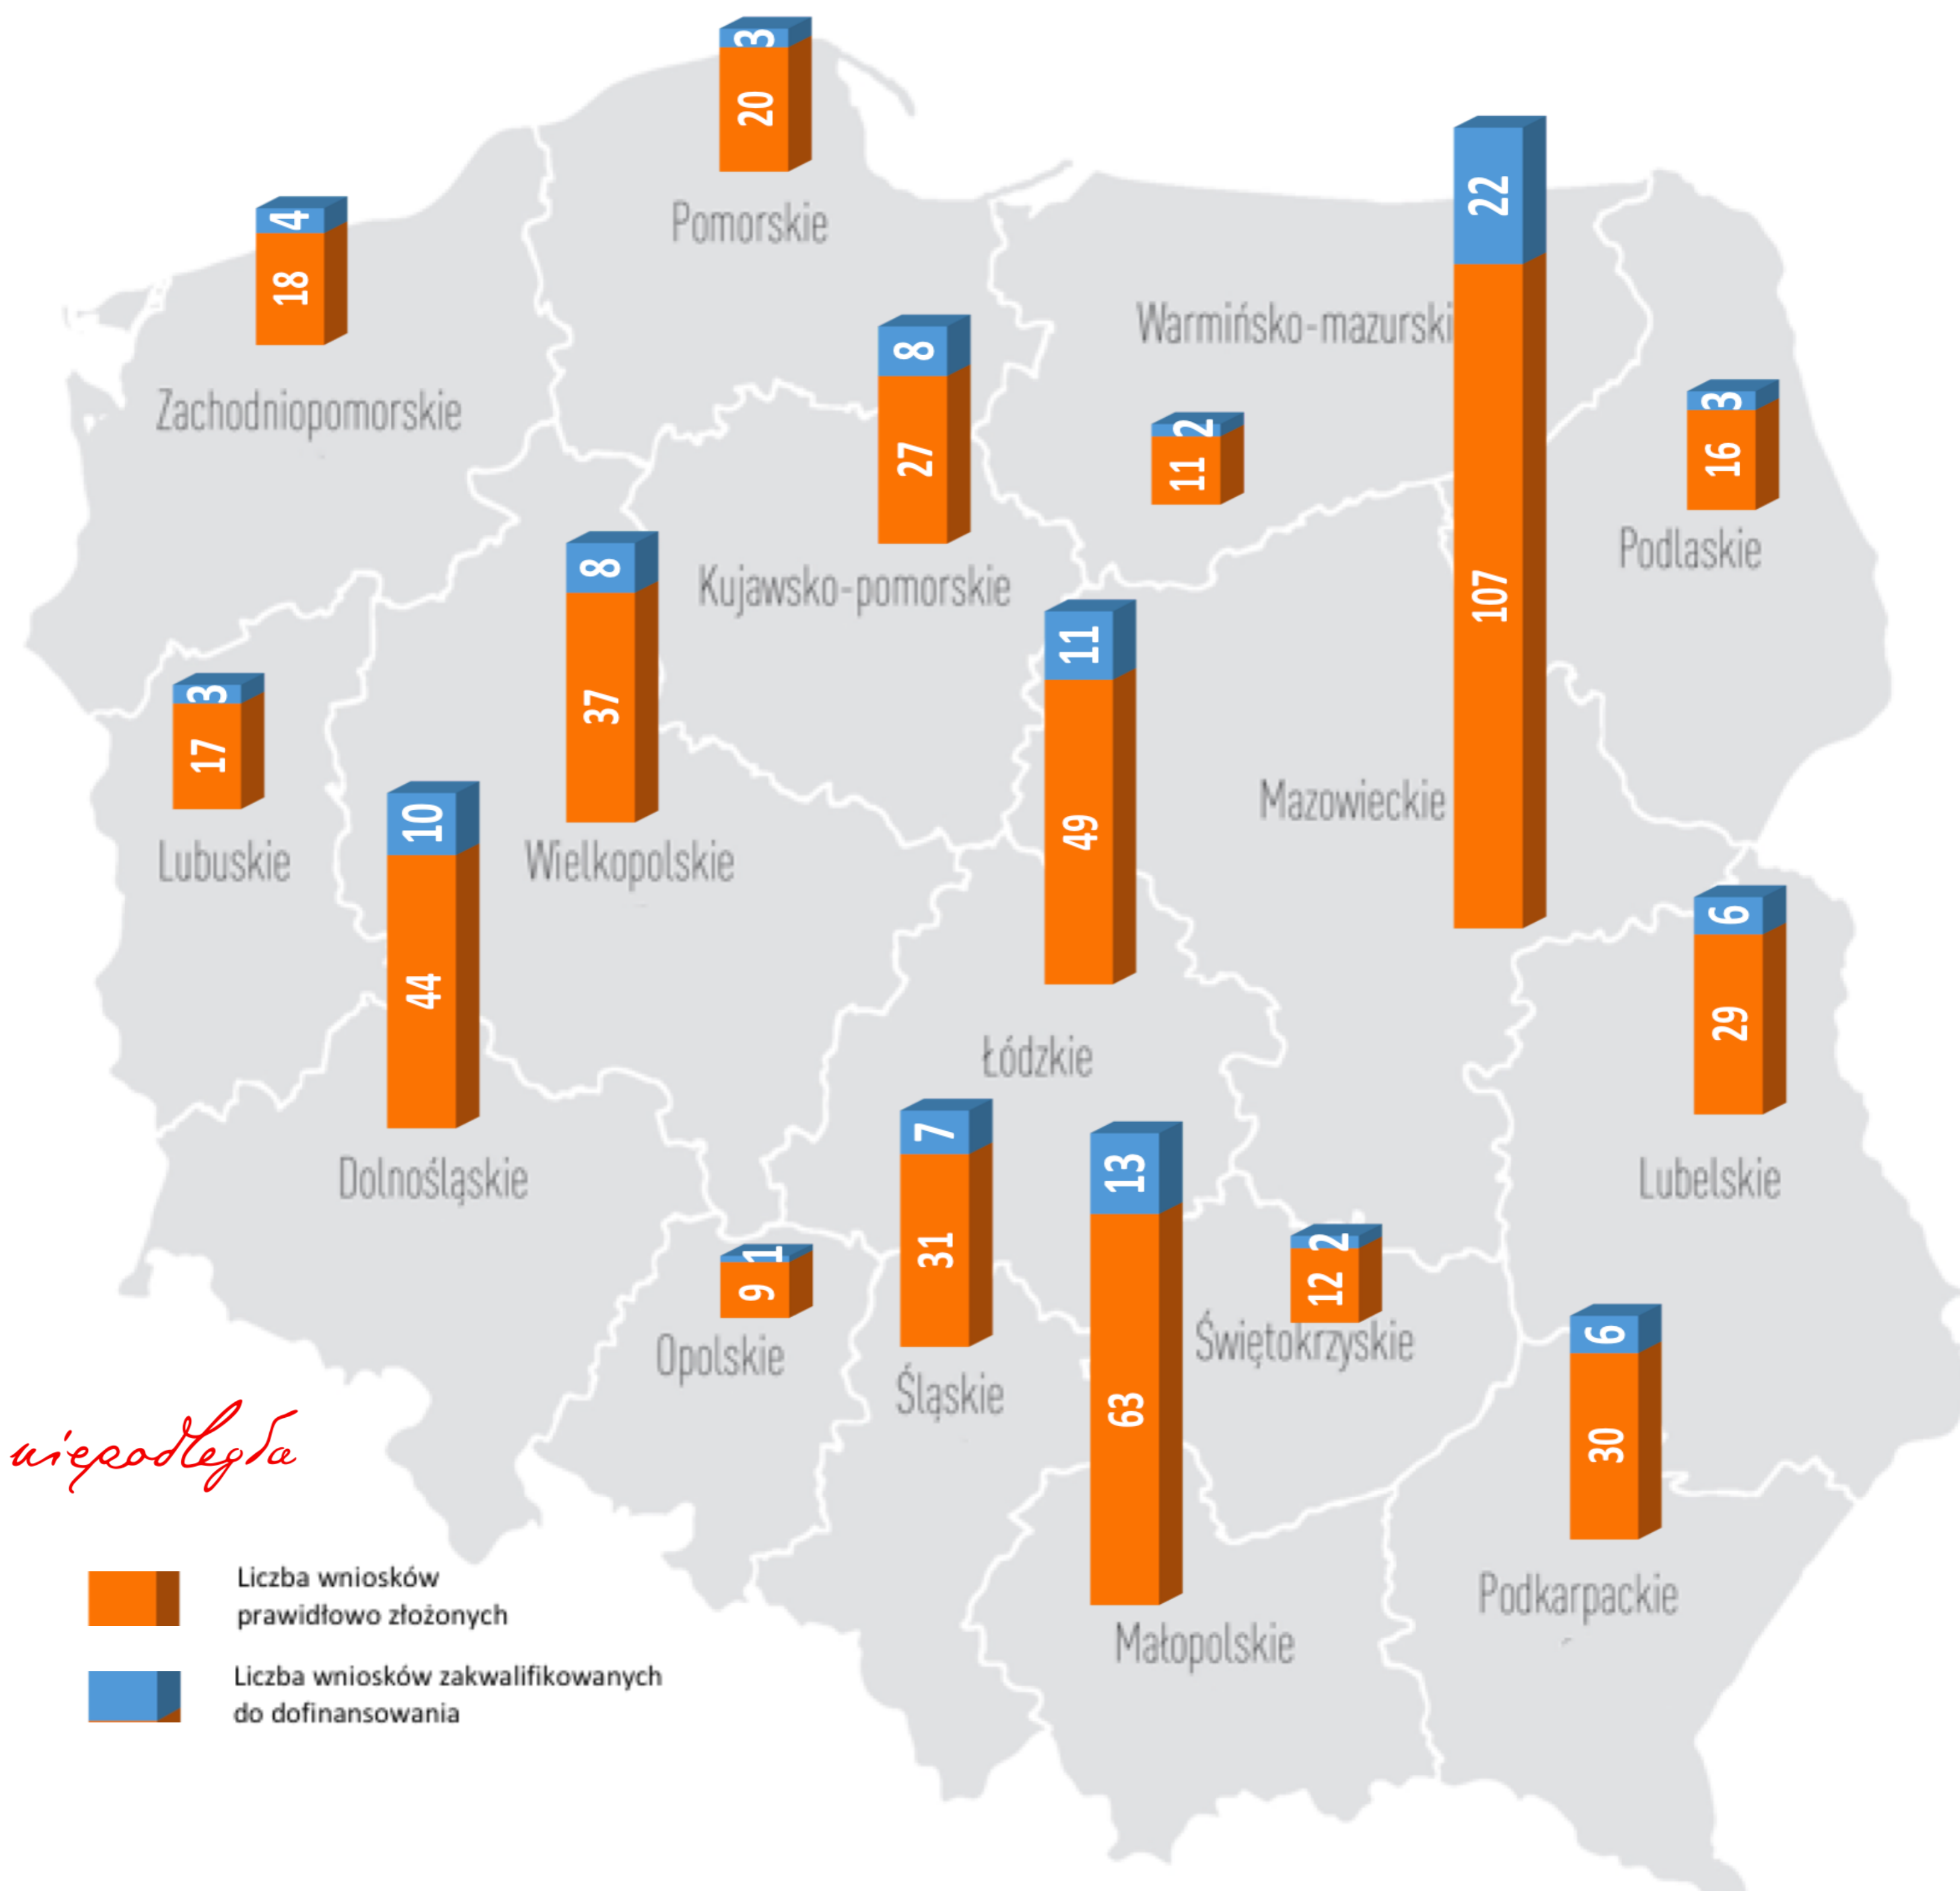 3
20
Pomorskie
4
18
Zachodniopomorskie
22
107
Mazowieckie
Warmińsko-mazurski
2
11
8
27
Kujawsko-pomorskie
3
16
Podlaskie
8
37
Wielkopolskie
3
17
Lubuskie
11
49
Łódzkie
10
44
Dolnośląskie
6
29
Lubelskie
7
31
Śląskie
13
63
Małopolskie
1
9
Opolskie
2
12
Świętokrzyskie
6
30
Podkarpackie
niepodległa
Liczba wniosków
prawidłowo złożonych
Liczba wniosków zakwalifikowanych
do dofinansowania